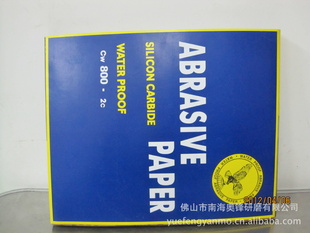 ABRASIVE PAPER
SILICON CARBIDE
WATER PROOF
Cw 800 - 2c
佛山市南海奥锋研磨有限公司
yuefengyanmo.cn.alibaba.com